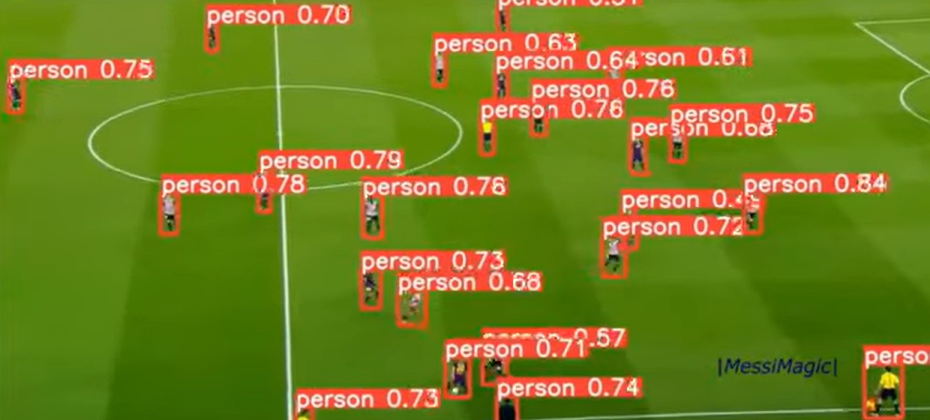 person 0.70
person 0.63
person 0.64
person 0.75
person 0.76
person 0.76
person 0.75
person 0.79
person 0.78
person 0.76
person 0.84
person
person 0.72
person 0.73
person 0.68
person 0.71
|MessiMagic|
person 0.74
person 0.73